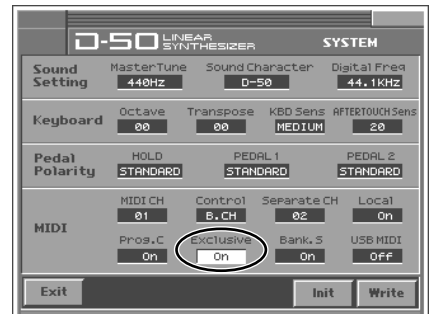 D-50 LINEAR SYNTHESIZER SYSTEM
Sound Setting
MasterTune Sound Character Digital Freq
440HZ D-50 44.1KHz
Keyboard
Octave Transpose KBD Sens AFTERTOUCH Sens
00 00 MEDIUM 20
Pedal Polarity
HOLD PEDAL 1 PEDAL 2
STANDARD STANDARD STANDARD
MIDI
MIDI CH Control Separate CH Local
01 B.CH 02 On
Prog.C Exclusive Bank.S USB MIDI
On On On Off
Exit Init Write